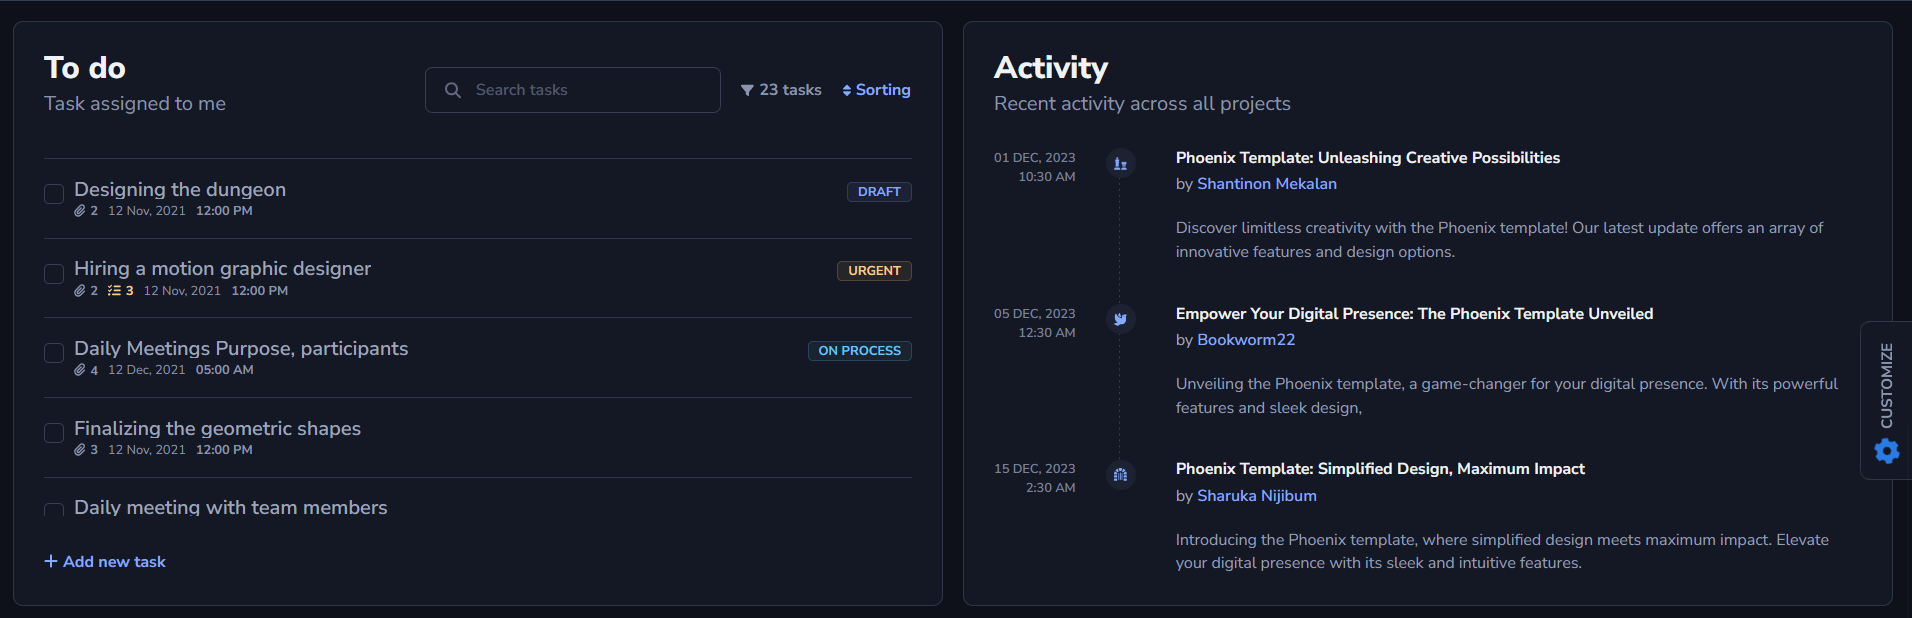 To do
Task assigned to me
Search tasks
23 tasks
Sorting
Designing the dungeon
DRAFT
2 12 Nov, 2021 12:00 PM
Hiring a motion graphic designer
URGENT
2 3 12 Nov, 2021 12:00 PM
Daily Meetings Purpose, participants
ON PROCESS
4 12 Dec, 2021 05:00 AM
Finalizing the geometric shapes
3 12 Nov, 2021 12:00 PM
Daily meeting with team members
Add new task
Activity
Recent activity across all projects
01 DEC, 2023
10:30 AM
Phoenix Template: Unleashing Creative Possibilities
by Shantinon Mekalan
Discover limitless creativity with the Phoenix template! Our latest update offers an array of
innovative features and design options.
05 DEC, 2023
12:30 AM
Empower Your Digital Presence: The Phoenix Template Unveiled
by Bookworm22
Unveiling the Phoenix template, a game-changer for your digital presence. With its powerful
features and sleek design,
15 DEC, 2023
2:30 AM
Phoenix Template: Simplified Design, Maximum Impact
by Sharuka Nijibum
Introducing the Phoenix template, where simplified design meets maximum impact. Elevate
your digital presence with its sleek and intuitive features.
CUSTOMIZE